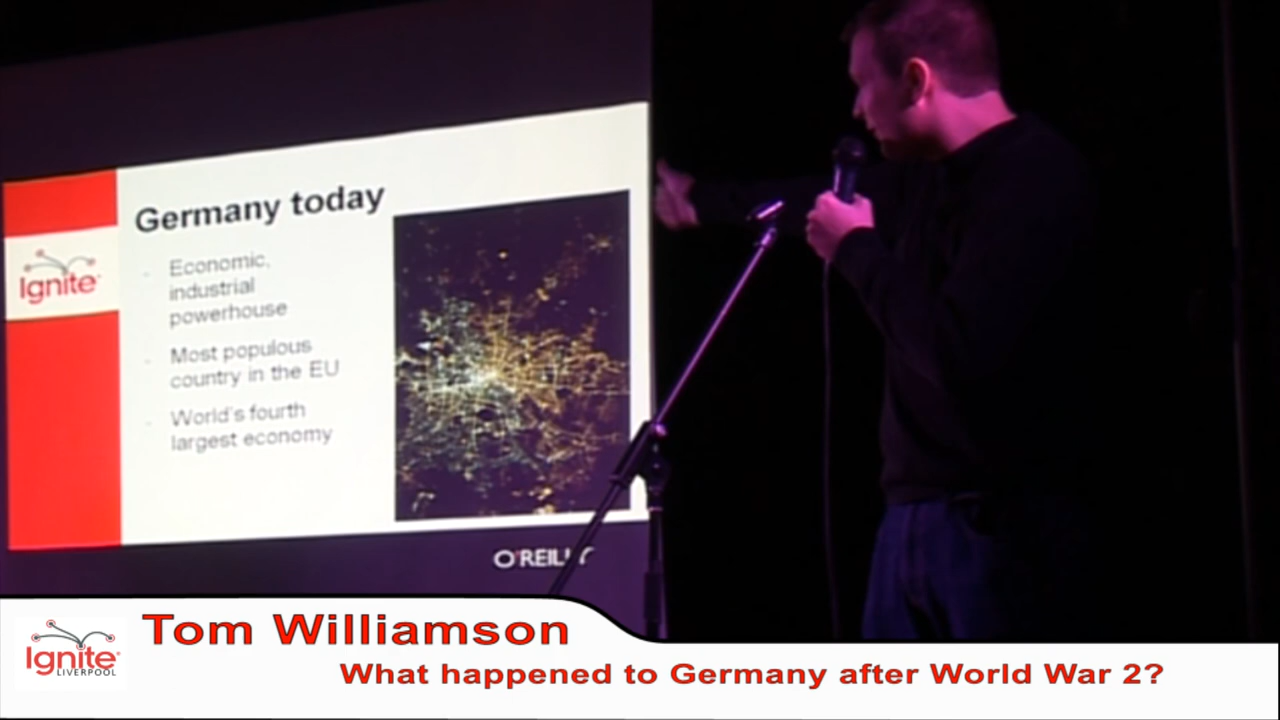 Germany today
Ignite
Economic,
industrial
powerhouse
Most populous
country in the EU
World's fourth
largest economy
O'REILLY
Tom Williamson
Ignite
LIVERPOOL
What happened to Germany after World War 2?